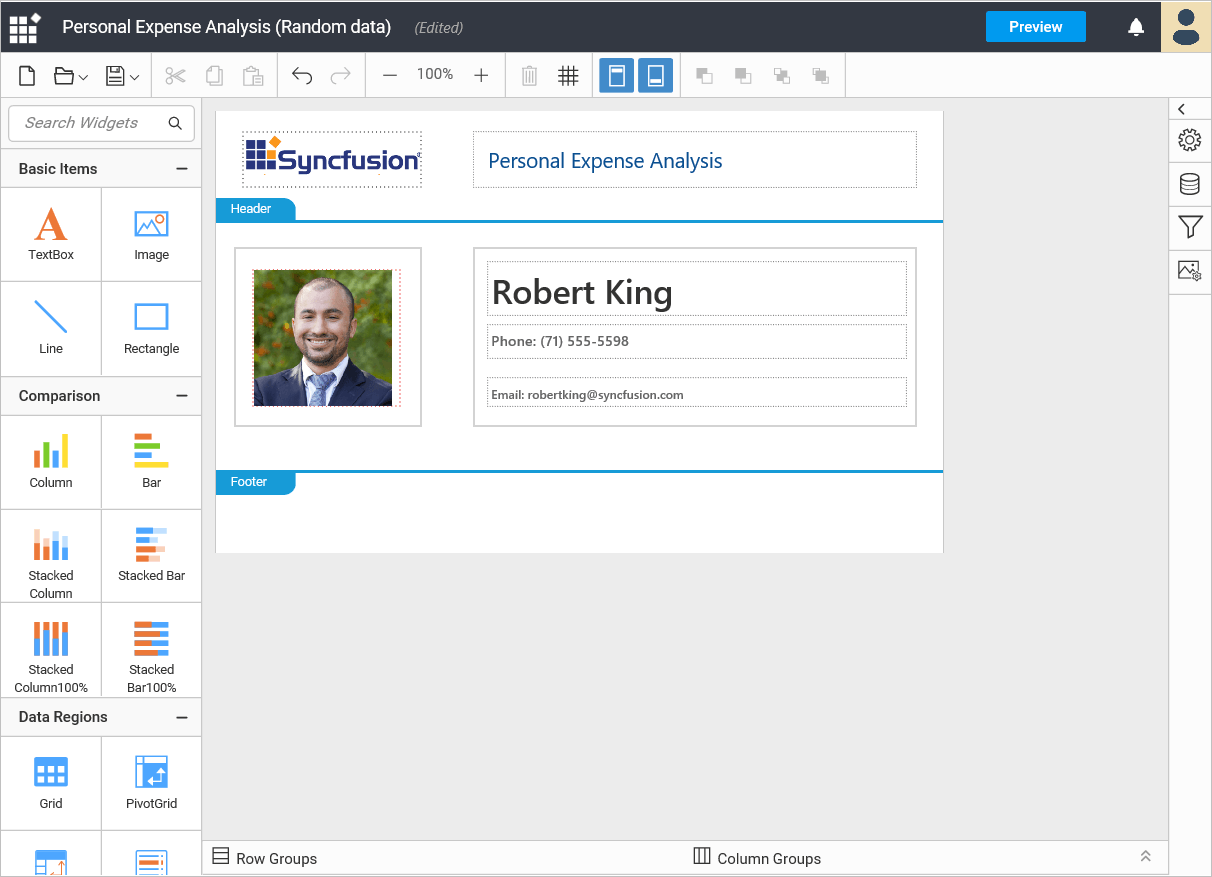 Personal Expense Analysis (Random data) (Edited) Preview
100%
Search Widgets
Basic Items
TextBox Image
Line Rectangle
Comparison
Column Bar
Stacked Column Stacked Bar
Stacked Column100% Stacked Bar100%
Data Regions
Grid PivotGrid
Syncfusion
Personal Expense Analysis
Header
Robert King
Phone: (71) 555-5598
Email: robertking@syncfusion.com
Footer
Row Groups Column Groups